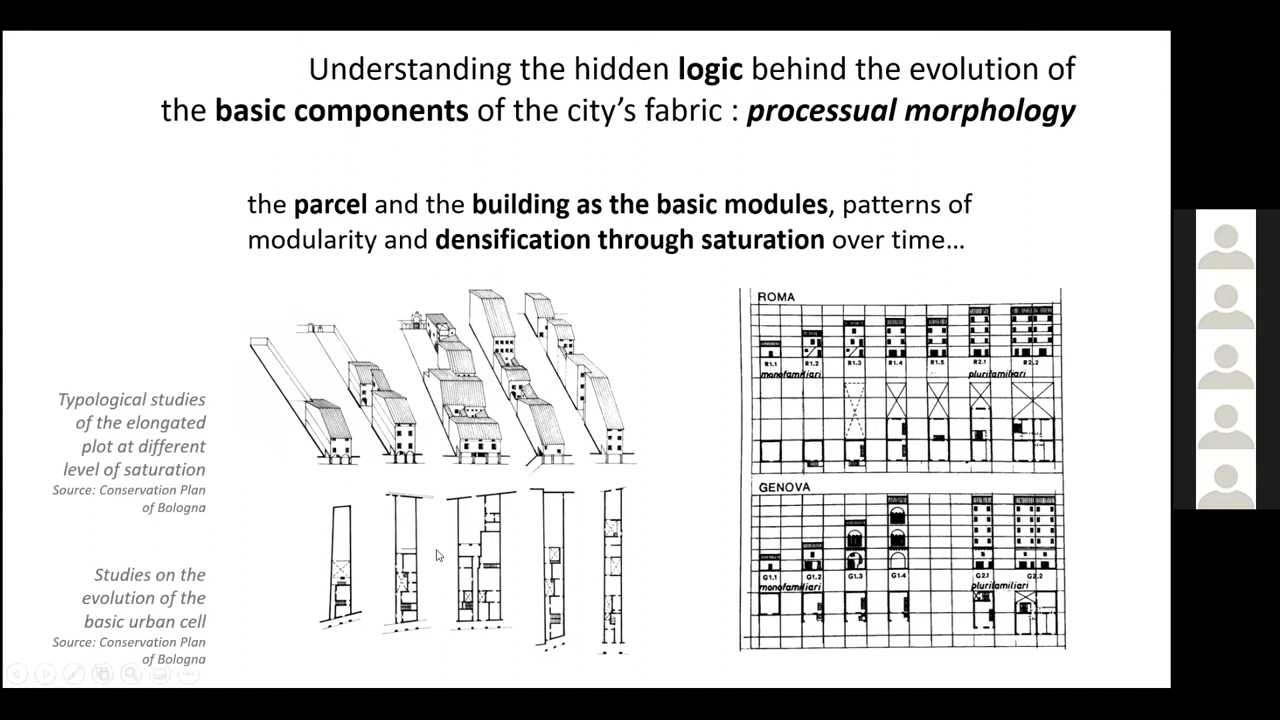 Understanding the hidden logic behind the evolution of
the basic components of the city's fabric : processual morphology
the parcel and the building as the basic modules, patterns of
modularity and densification through saturation over time…
Typological studies
of the elongated
plot at different
level of saturation
Source: Conservation Plan
of Bologna
Studies on the
evolution of the
basic urban cell
Source: Conservation Plan
of Bologna
ROMA
R1.1 R1.2 R1.3 R1.4 R1.5 R2.1 R2.2
monofamiliari plurifamiliari
GENOVA
G1.1 G1.2 G1.3 G1.4 G2.1 G2.2
monofamiliari plurifamiliari